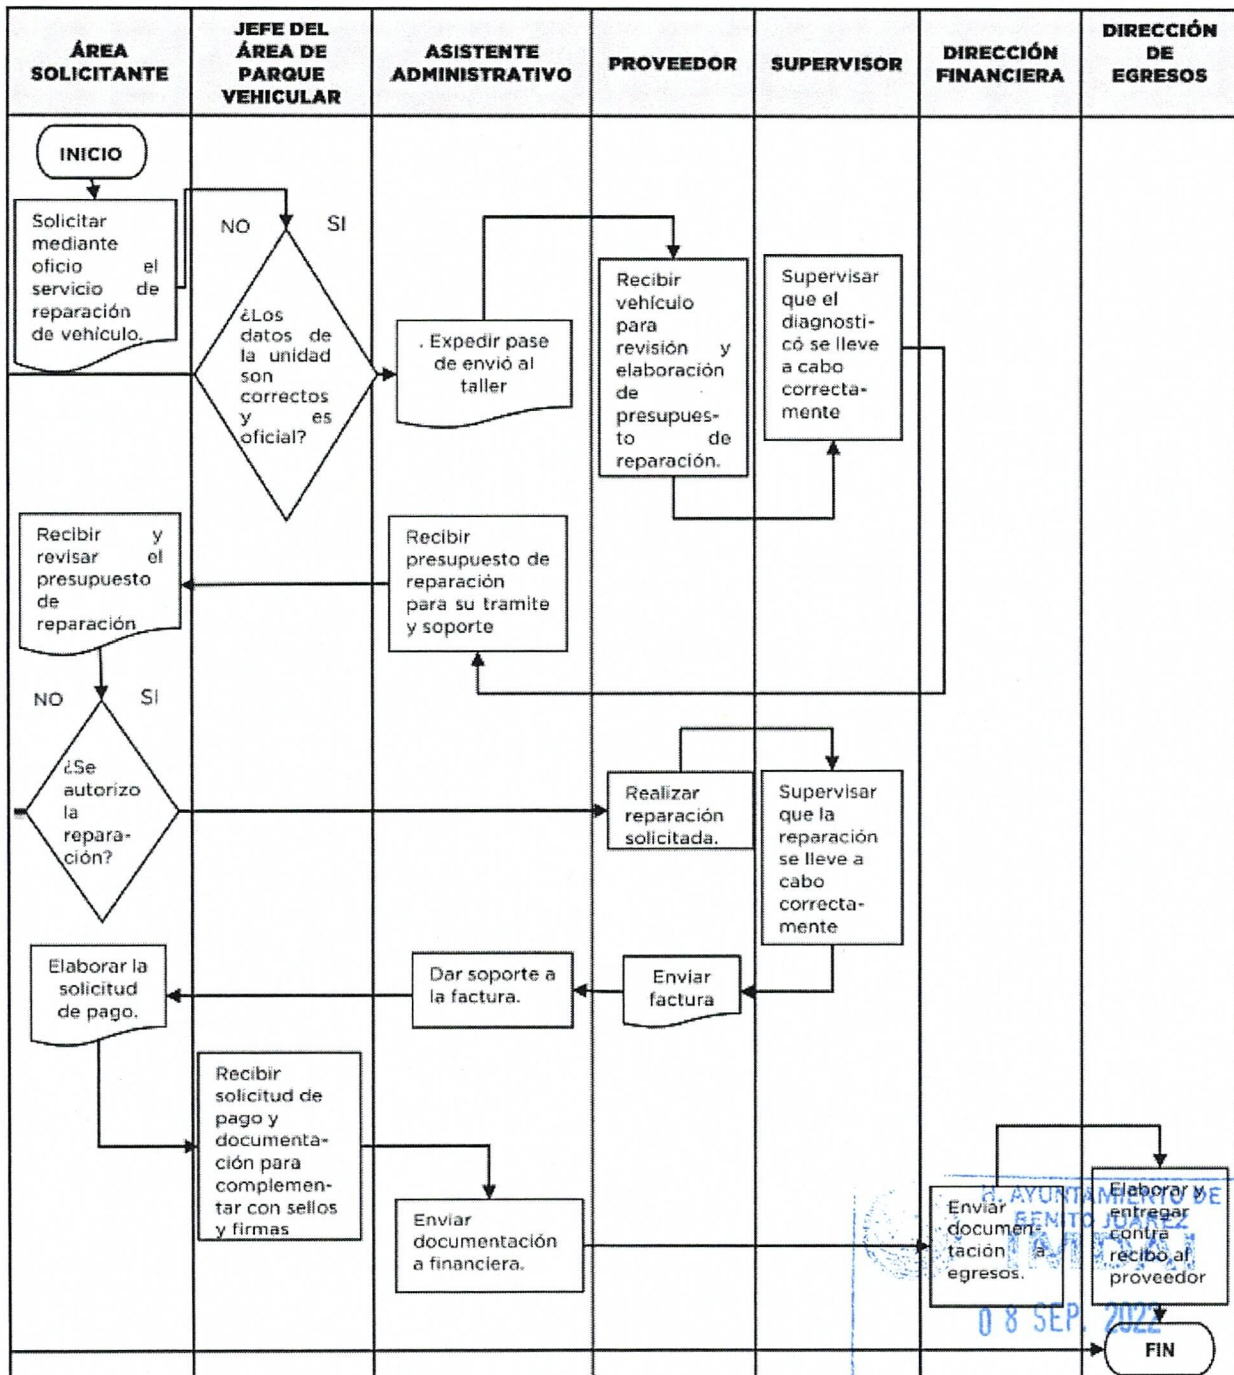 ÁREA
SOLICITANTE
JEFE DEL
ÁREA DE
PARQUE
VEHICULAR
ASISTENTE
ADMINISTRATIVO
PROVEEDOR
SUPERVISOR
DIRECCIÓN
FINANCIERA
DIRECCIÓN
DE
EGRESOS
INICIO
Solicitar
mediante
oficio el
servicio de
reparación
de vehículo.
NO SI
¿Los
datos de
la unidad
son
correctos
y es
oficial?
. Expedir pase
de envió al
taller
Recibir
vehículo
para
revisión y
elaboración
de
presupues-
to de
reparación.
Supervisar
que el
diagnosti-
có se lleve
a cabo
correcta-
mente
Recibir y
revisar el
presupuesto
de
reparación
Recibir
presupuesto de
reparación
para su tramite
y soporte
NO SI
¿Se
autorizo
la
repara-
ción?
Realizar
reparación
solicitada.
Supervisar
que la
reparación
se lleve a
cabo
correcta-
mente
Elaborar la
solicitud
de pago.
Dar soporte a
la factura.
Enviar
factura
Recibir
solicitud de
pago y
documenta-
ción para
complemen-
tar con sellos
y firmas
Enviar
documentación
a financiera.
Enviar
documen-
tación a
egresos.
Elaborar y
entregar
contra
recibo al
proveedor
H. AYUNTAMIENTO DE
BENITO JUAREZ
IMDAI
08 SEP. 2022
FIN